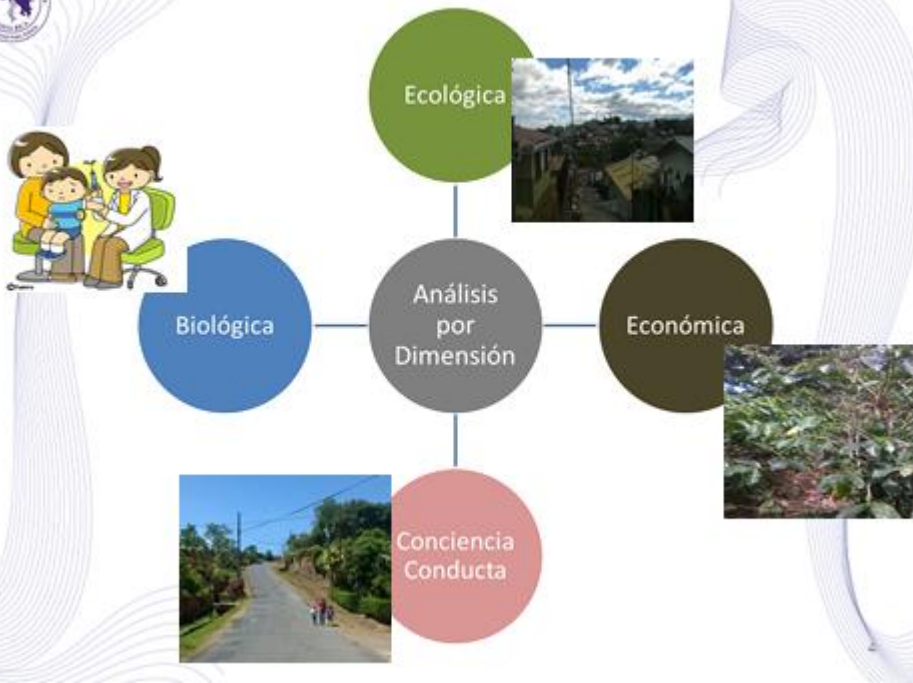 Ecológica
Biológica
Análisis
por
Dimensión
Económica
Conciencia
Conducta